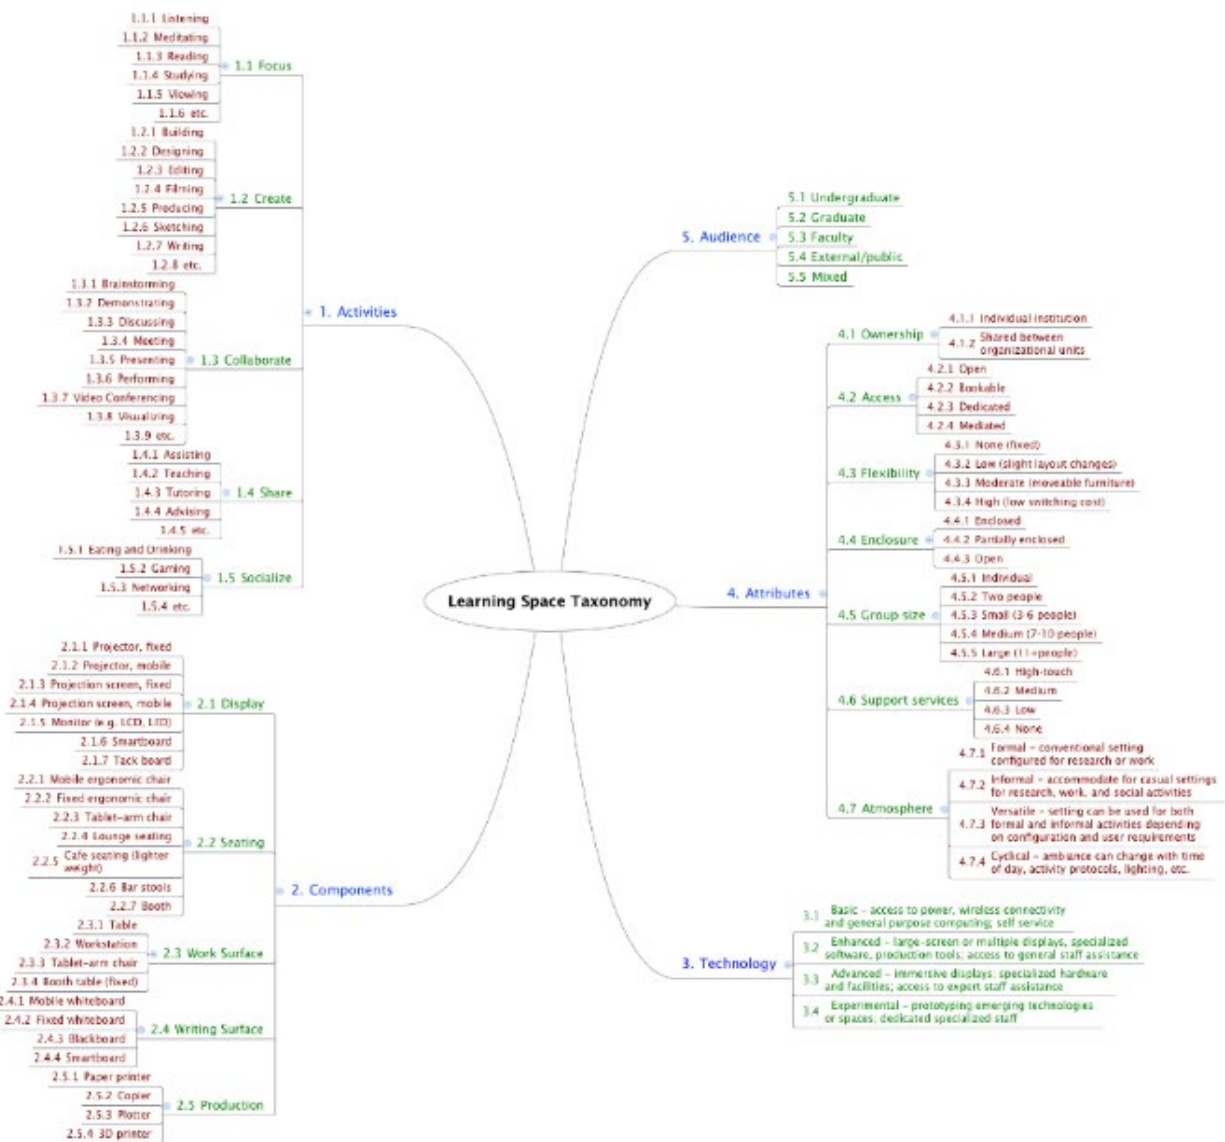 1.1.1 Listening
1.1.2 Meditating
1.1.3 Reading
1.1.4 Studying
1.1.5 Viewing
1.1.6 etc.
1.1 Focus
1.2.1 Building
1.2.2 Designing
1.2.3 Editing
1.2.4 Filming
1.2.5 Producing
1.2.6 Sketching
1.2.7 Writing
1.2.8 etc.
1.2 Create
1.3.1 Brainstorming
1.3.2 Demonstrating
1.3.3 Discussing
1.3.4 Meeting
1.3.5 Presenting
1.3.6 Performing
1.3.7 Video Conferencing
1.3.8 Visualizing
1.3.9 etc.
1.3 Collaborate
1.4.1 Assisting
1.4.2 Teaching
1.4.3 Tutoring
1.4.4 Advising
1.4.5 etc.
1.4 Share
1.5.1 Eating and Drinking
1.5.2 Gaming
1.5.3 Networking
1.5.4 etc.
1.5 Socialize
1. Activities
2.1.1 Projector, fixed
2.1.2 Projector, mobile
2.1.3 Projection screen, fixed
2.1.4 Projection screen, mobile
2.1.5 Monitor (e.g. LCD, LED)
2.1.6 Smartboard
2.1.7 Tack board
2.1 Display
2.2.1 Mobile ergonomic chair
2.2.2 Fixed ergonomic chair
2.2.3 Tablet-arm chair
2.2.4 Lounge seating
2.2.5 Cafe seating (lighter
weight)
2.2.6 Bar stools
2.2.7 Booth
2.2 Seating
2.3.1 Table
2.3.2 Workstation
2.3.3 Tablet-arm chair
2.3.4 Booth table (fixed)
2.3 Work Surface
2.4.1 Mobile whiteboard
2.4.2 Fixed whiteboard
2.4.3 Blackboard
2.4.4 Smartboard
2.4 Writing Surface
2.5.1 Paper printer
2.5.2 Copier
2.5.3 Plotter
2.5.4 3D printer
2.5 Production
2. Components
Learning Space Taxonomy
5. Audience
5.1 Undergraduate
5.2 Graduate
5.3 Faculty
5.4 External/public
5.5 Mixed
4. Attributes
4.1 Ownership
4.1.1 Individual institution
4.1.2 Shared between
organizational units
4.2 Access
4.2.1 Open
4.2.2 Bookable
4.2.3 Dedicated
4.2.4 Mediated
4.3 Flexibility
4.3.1 None (fixed)
4.3.2 Low (slight layout changes)
4.3.3 Moderate (moveable furniture)
4.3.4 High (low switching cost)
4.4 Enclosure
4.4.1 Enclosed
4.4.2 Partially enclosed
4.4.3 Open
4.5 Group size
4.5.1 Individual
4.5.2 Two people
4.5.3 Small (3-6 people)
4.5.4 Medium (7-10 people)
4.5.5 Large (11+people)
4.6 Support services
4.6.1 High-touch
4.6.2 Medium
4.6.3 Low
4.6.4 None
4.7 Atmosphere
4.7.1 Formal – conventional setting
configured for research or work
4.7.2 Informal – accommodate for casual settings
for research, work, and social activities
4.7.3 Versatile – setting can be used for both
formal and informal activities depending
on configuration and user requirements
4.7.4 Cyclical – ambiance can change with time
of day, activity protocols, lighting, etc.
3. Technology
3.1 Basic – access to power, wireless connectivity
and general purpose computing; self service
3.2 Enhanced – large-screen or multiple displays, specialized
software, production tools; access to general staff assistance
3.3 Advanced – immersive displays; specialized hardware
and facilities; access to expert staff assistance
3.4 Experimental – prototyping emerging technologies
or spaces; dedicated specialized staff